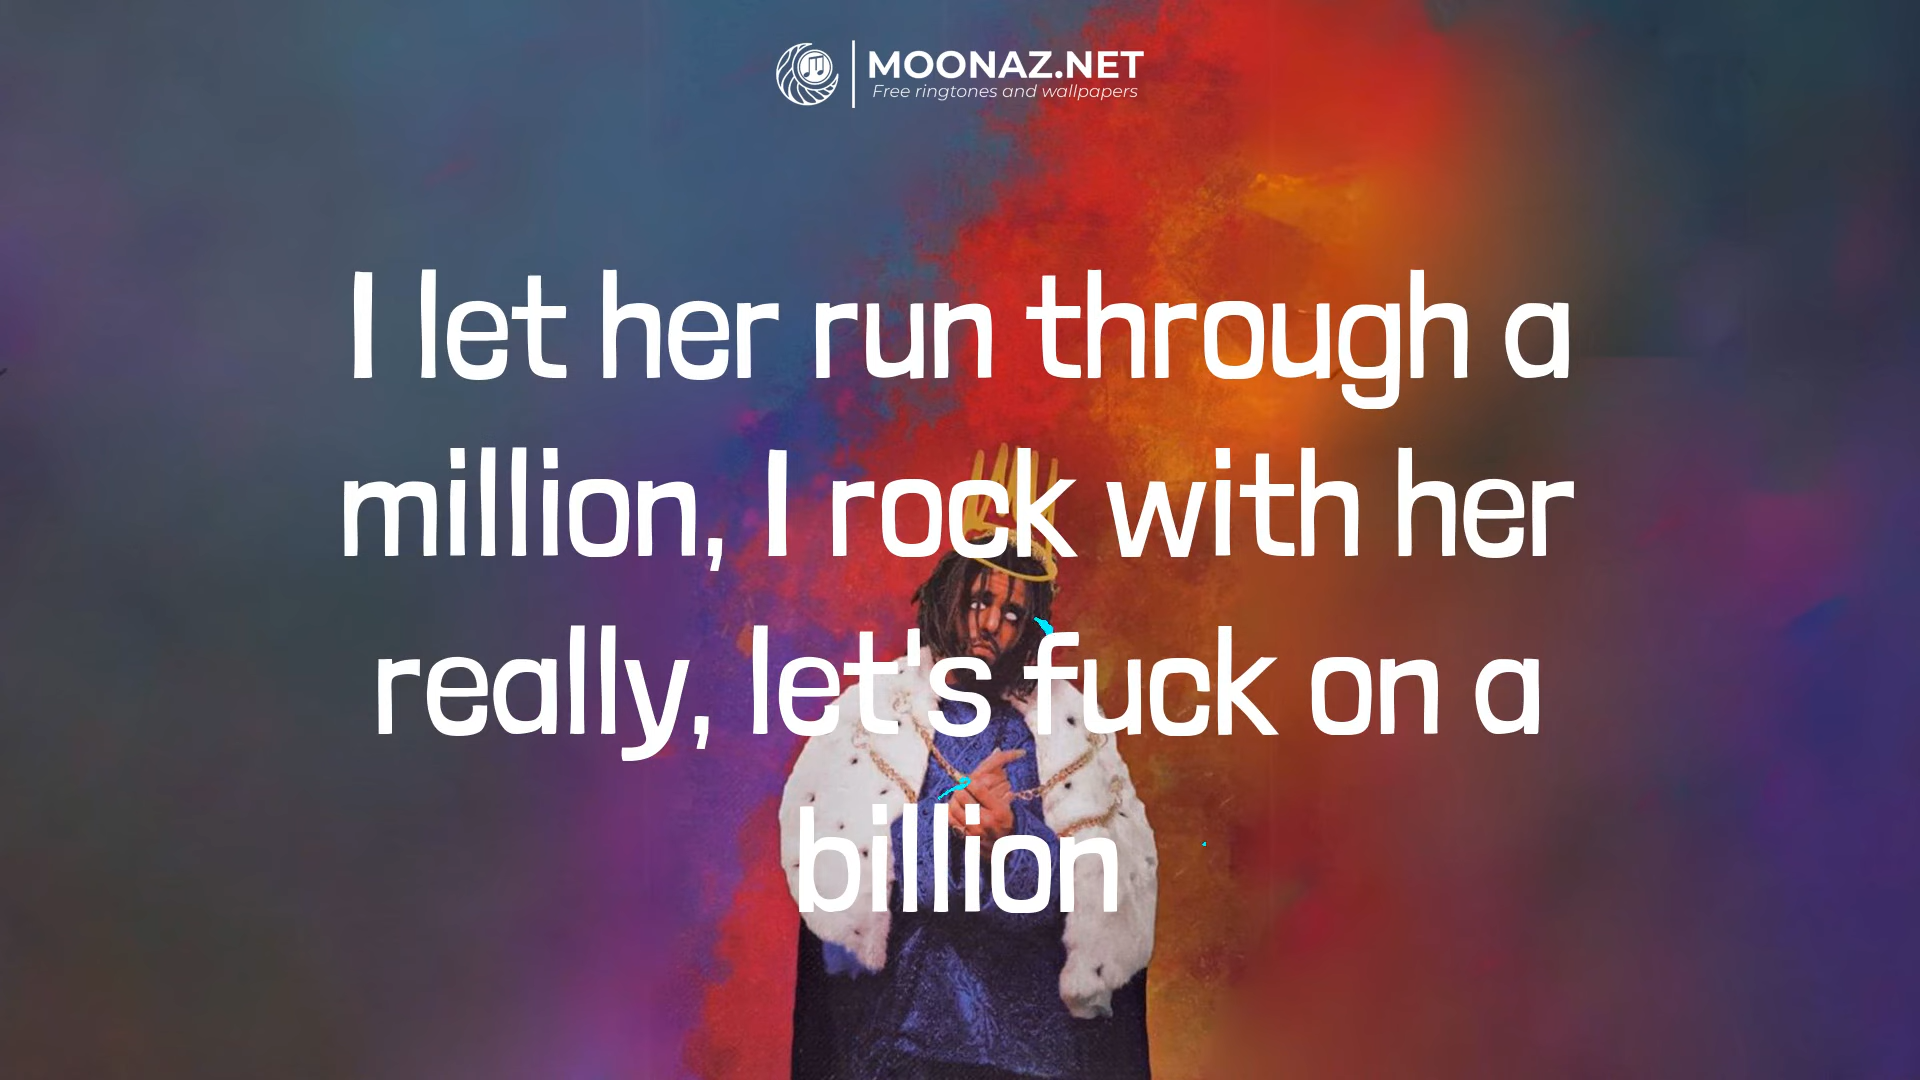 MOONAZ.NET
Free ringtones and wallpapers
I let her run through a
million, I rock with her
really, let's fuck on a
billion